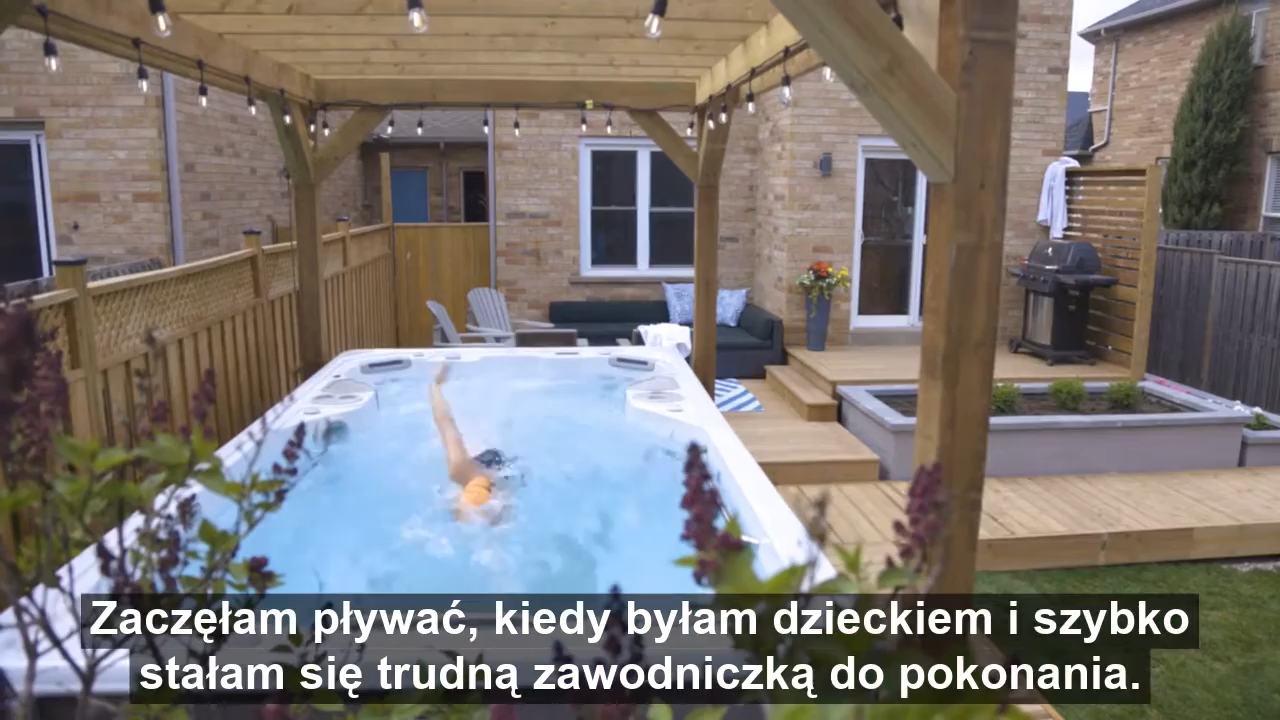 Zaczęłam pływać, kiedy byłam dzieckiem i szybko
stałam się trudną zawodniczką do pokonania.